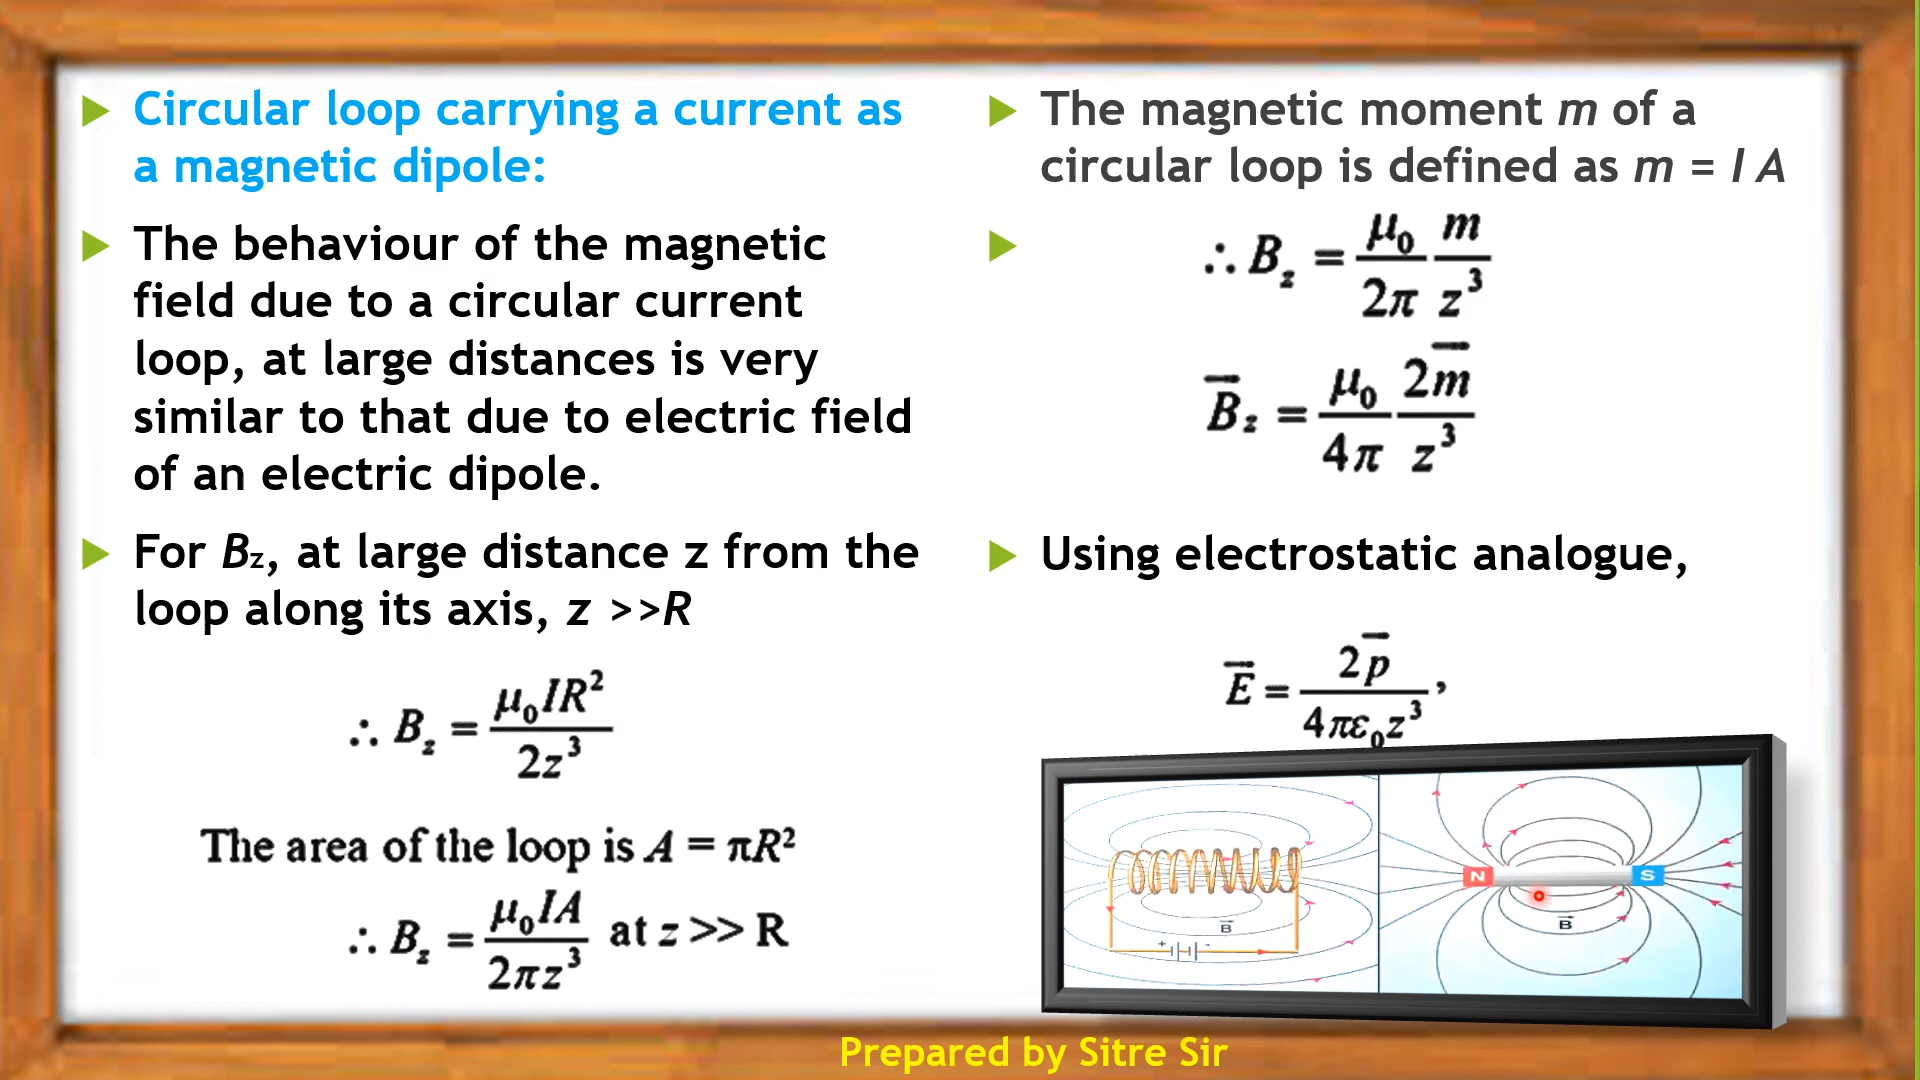 Circular loop carrying a current as
a magnetic dipole:
The behaviour of the magnetic
field due to a circular current
loop, at large distances is very
similar to that due to electric field
of an electric dipole.
For Bz, at large distance z from the
loop along its axis, z >>R
∴ B_z = μ₀IR² / 2z³
The area of the loop is A = πR²
∴ B_z = μ₀IA / 2πz³ at z >> R
The magnetic moment m of a
circular loop is defined as m = I A
∴ B_z = μ₀/2π m/z³
B⃗_z = μ₀/4π 2m⃗/z³
Using electrostatic analogue,
E⃗ = 2p⃗ / 4πε₀z³,
B⃗
+ -
N S
B⃗
Prepared by Sitre Sir